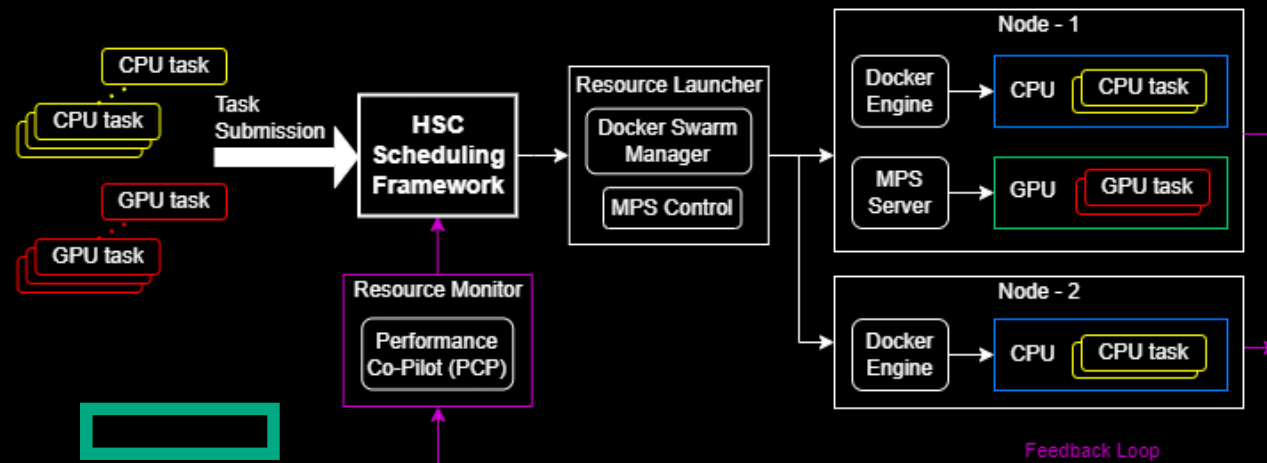 CPU task
CPU task
GPU task
GPU task
Task
Submission
HSC
Scheduling
Framework
Resource Monitor
Performance
Co-Pilot (PCP)
Resource Launcher
Docker Swarm
Manager
MPS Control
Node - 1
Docker
Engine
CPU
CPU task
MPS
Server
GPU
GPU task
Node - 2
Docker
Engine
CPU
CPU task
Feedback Loop